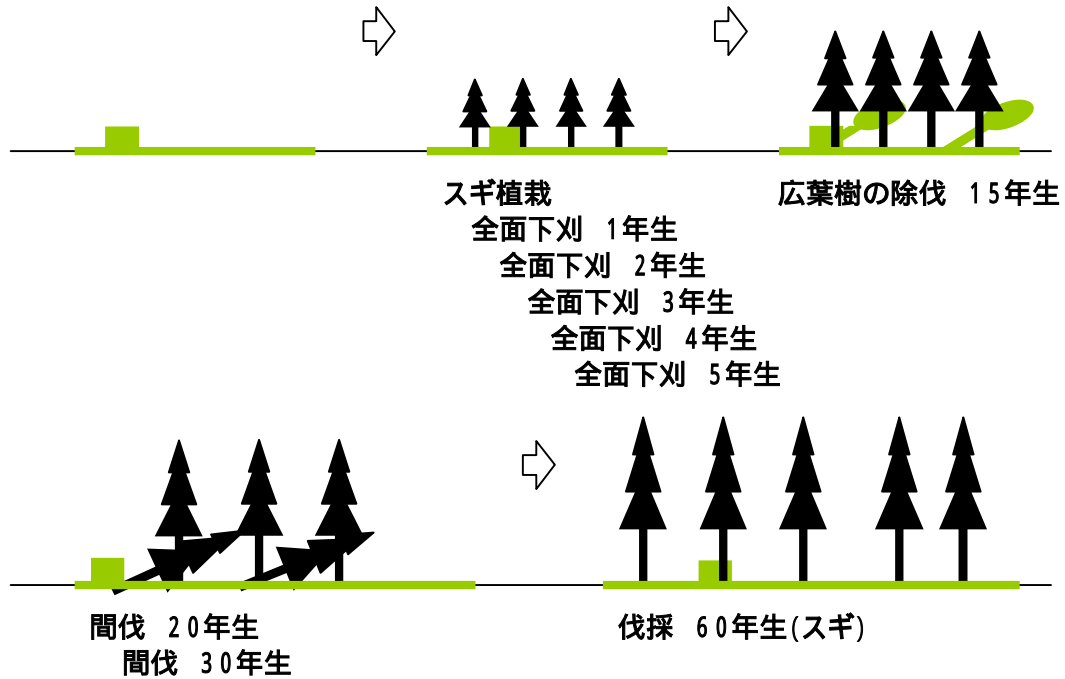 スギ植栽
全面下刈 1年生
全面下刈 2年生
全面下刈 3年生
全面下刈 4年生
全面下刈 5年生
広葉樹の除伐 15年生
間伐 20年生
間伐 30年生
伐採 60年生(スギ)